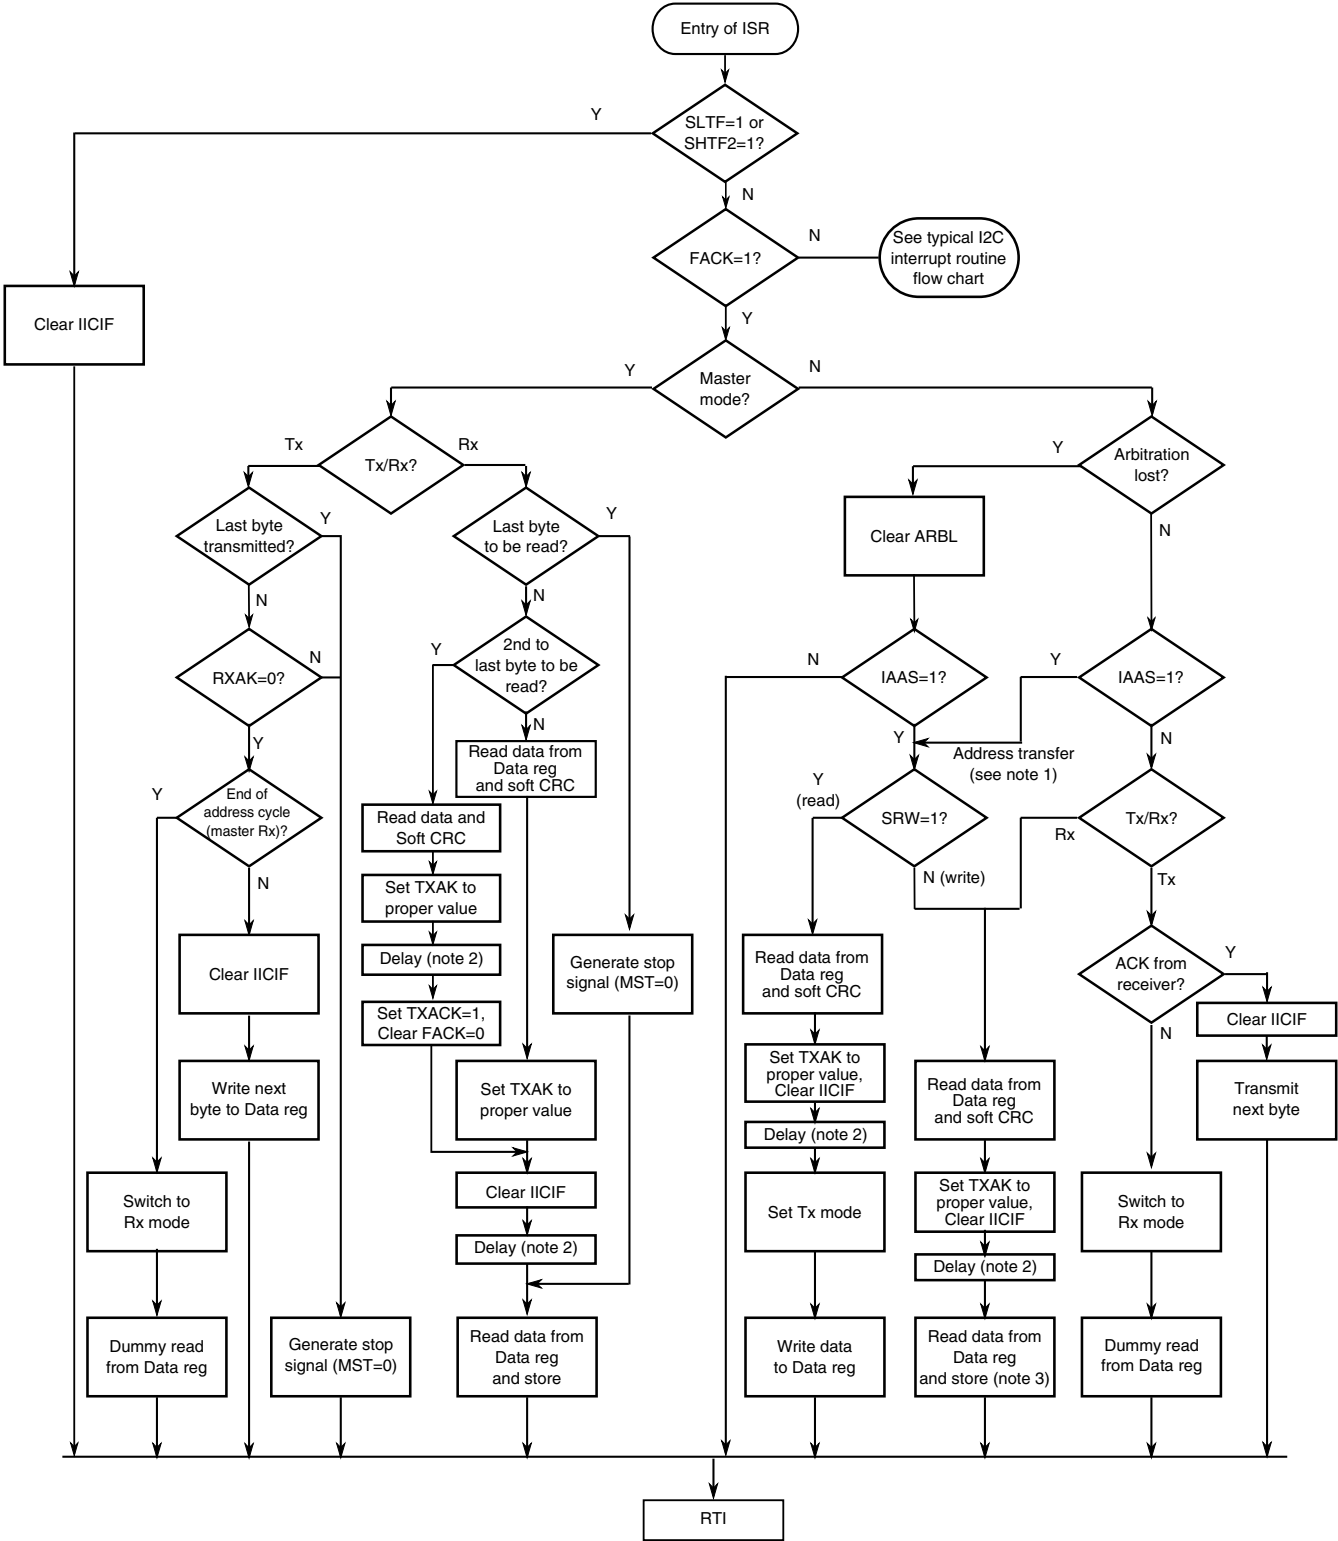 Entry of ISR
Y
SLTF=1 or
SHTF2=1?
N
FACK=1?
N
See typical I2C
interrupt routine
flow chart
Clear IICIF
Y
Y
Master
mode?
N
Tx
Tx/Rx?
Rx
Y
Arbitration
lost?
Last byte
transmitted?
Y
Last byte
to be read?
Y
Clear ARBL
N
N
N
RXAK=0?
N
Y
2nd to
last byte to be
read?
N
IAAS=1?
Y
IAAS=1?
Y
N
Y
Address transfer
(see note 1)
N
Read data from
Data reg
and soft CRC
Y
End of
address cycle
(master Rx)?
Read data and
Soft CRC
Y
(read)
SRW=1?
Rx
Tx/Rx?
N
Set TXAK to
proper value
N (write)
Tx
Clear IICIF
Delay (note 2)
Generate stop
signal (MST=0)
Read data from
Data reg
and soft CRC
ACK from
receiver?
Y
Set TXACK=1,
Clear FACK=0
Clear IICIF
N
Write next
byte to Data reg
Set TXAK to
proper value
Set TXAK to
proper value,
Clear IICIF
Read data from
Data reg
and soft CRC
Transmit
next byte
Delay (note 2)
Switch to
Rx mode
Clear IICIF
Set Tx mode
Set TXAK to
proper value,
Clear IICIF
Switch to
Rx mode
Delay (note 2)
Delay (note 2)
Dummy read
from Data reg
Generate stop
signal (MST=0)
Read data from
Data reg
and store
Write data
to Data reg
Read data from
Data reg
and store (note 3)
Dummy read
from Data reg
RTI